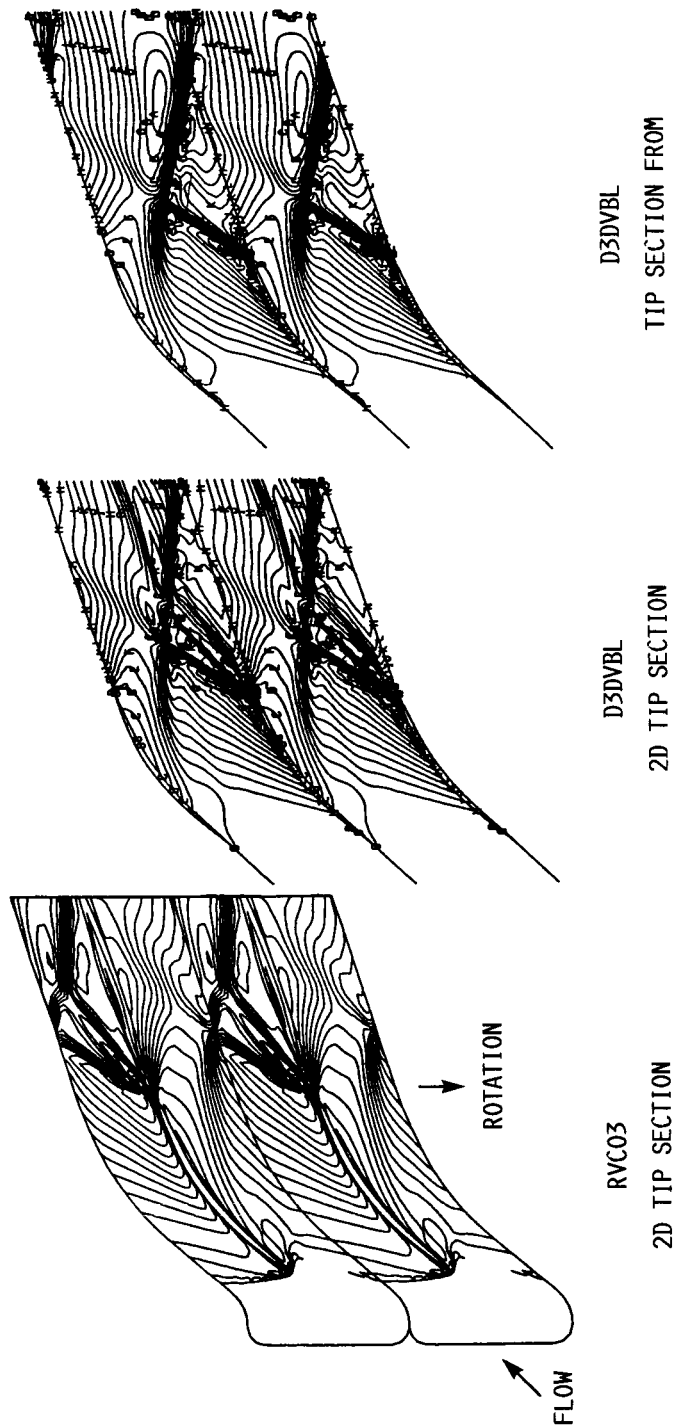 FLOW
ROTATION
RVC03
2D TIP SECTION
D3DVBL
2D TIP SECTION
D3DVBL
TIP SECTION FROM